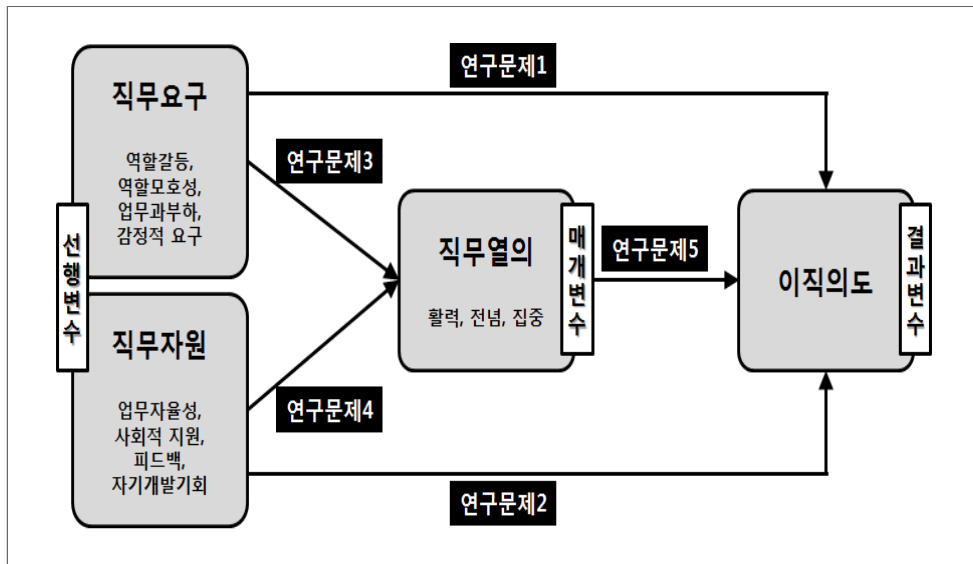 연구문제1
직무요구
역할갈등,
역할모호성,
업무과부하,
감정적 요구
연구문제3
선행변수
직무열의
활력, 전념, 집중
매개변수
연구문제5
이직의도
결과변수
직무자원
업무자율성,
사회적 지원,
피드백,
자기개발기회
연구문제4
연구문제2